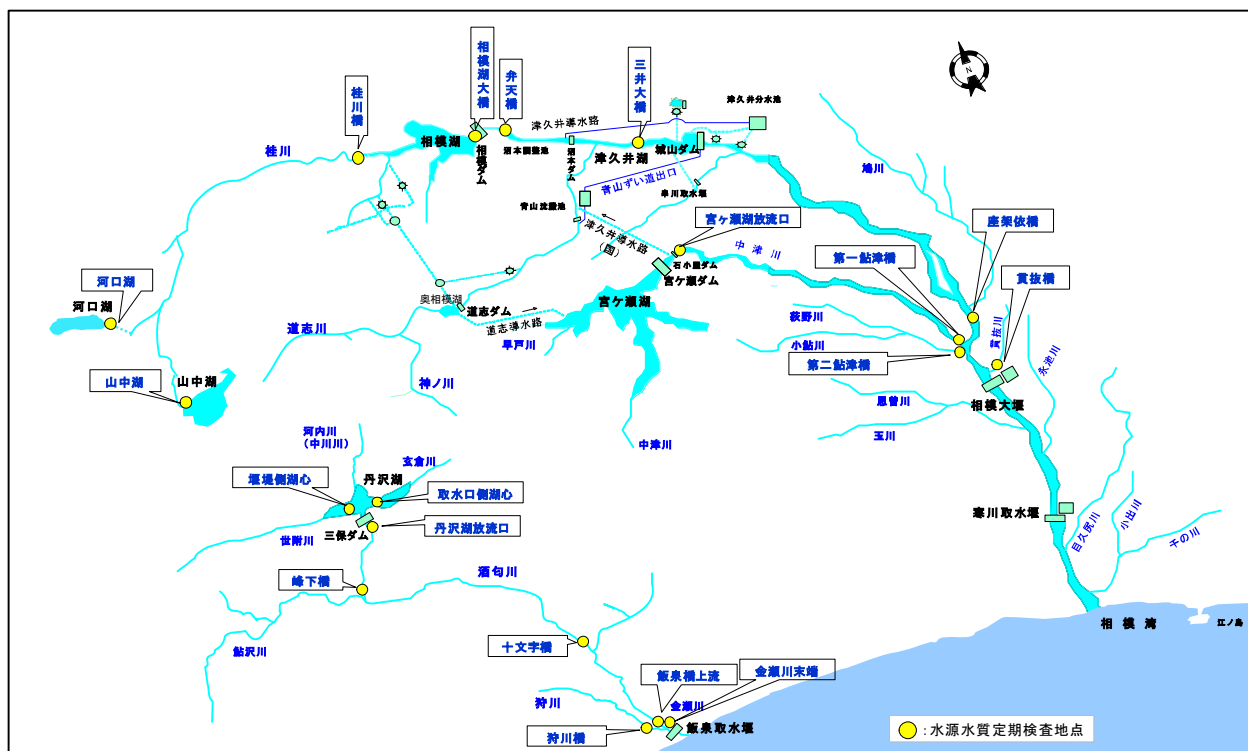 N
桂川橋
相模湖大橋
弁天橋
三井大橋
津久井分水池
津久井導水路
相模湖
相模ダム
沼本調整池
沼本ダム
津久井湖
城山ダム
桂川
鳩川
青山ずい道出口
串川取水堰
青山沈澱池
津久井導水路
(国)
宮ヶ瀬湖放流口
中津川
石小屋ダム
宮ケ瀬ダム
座架依橋
第一鮎津橋
貫抜橋
河口湖
河口湖
奥相模湖
道志ダム
宮ケ瀬湖
道志川
道志導水路
早戸川
荻野川
小鮎川
貫抜川
永池川
第二鮎津橋
山中湖
山中湖
神ノ川
恩曽川
相模大堰
玉川
中津川
河内川
(中川川)
玄倉川
丹沢湖
堰堤側湖心
取水口側湖心
丹沢湖放流口
三保ダム
世附川
寒川取水堰
目久尻川
小出川
千の川
峰下橋
酒匂川
相模湾
江ノ島
鮎沢川
十文字橋
飯泉橋上流
金瀬川末端
狩川
金瀬川
飯泉取水堰
狩川橋
:水源水質定期検査地点